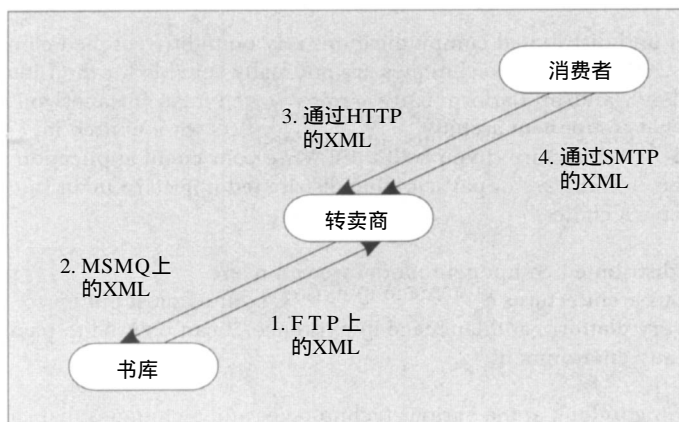 消费者
3. 通过HTTP
的XML
4. 通过SMTP
的XML
转卖商
2. MSMQ上
的XML
1. FTP上
的XML
书库